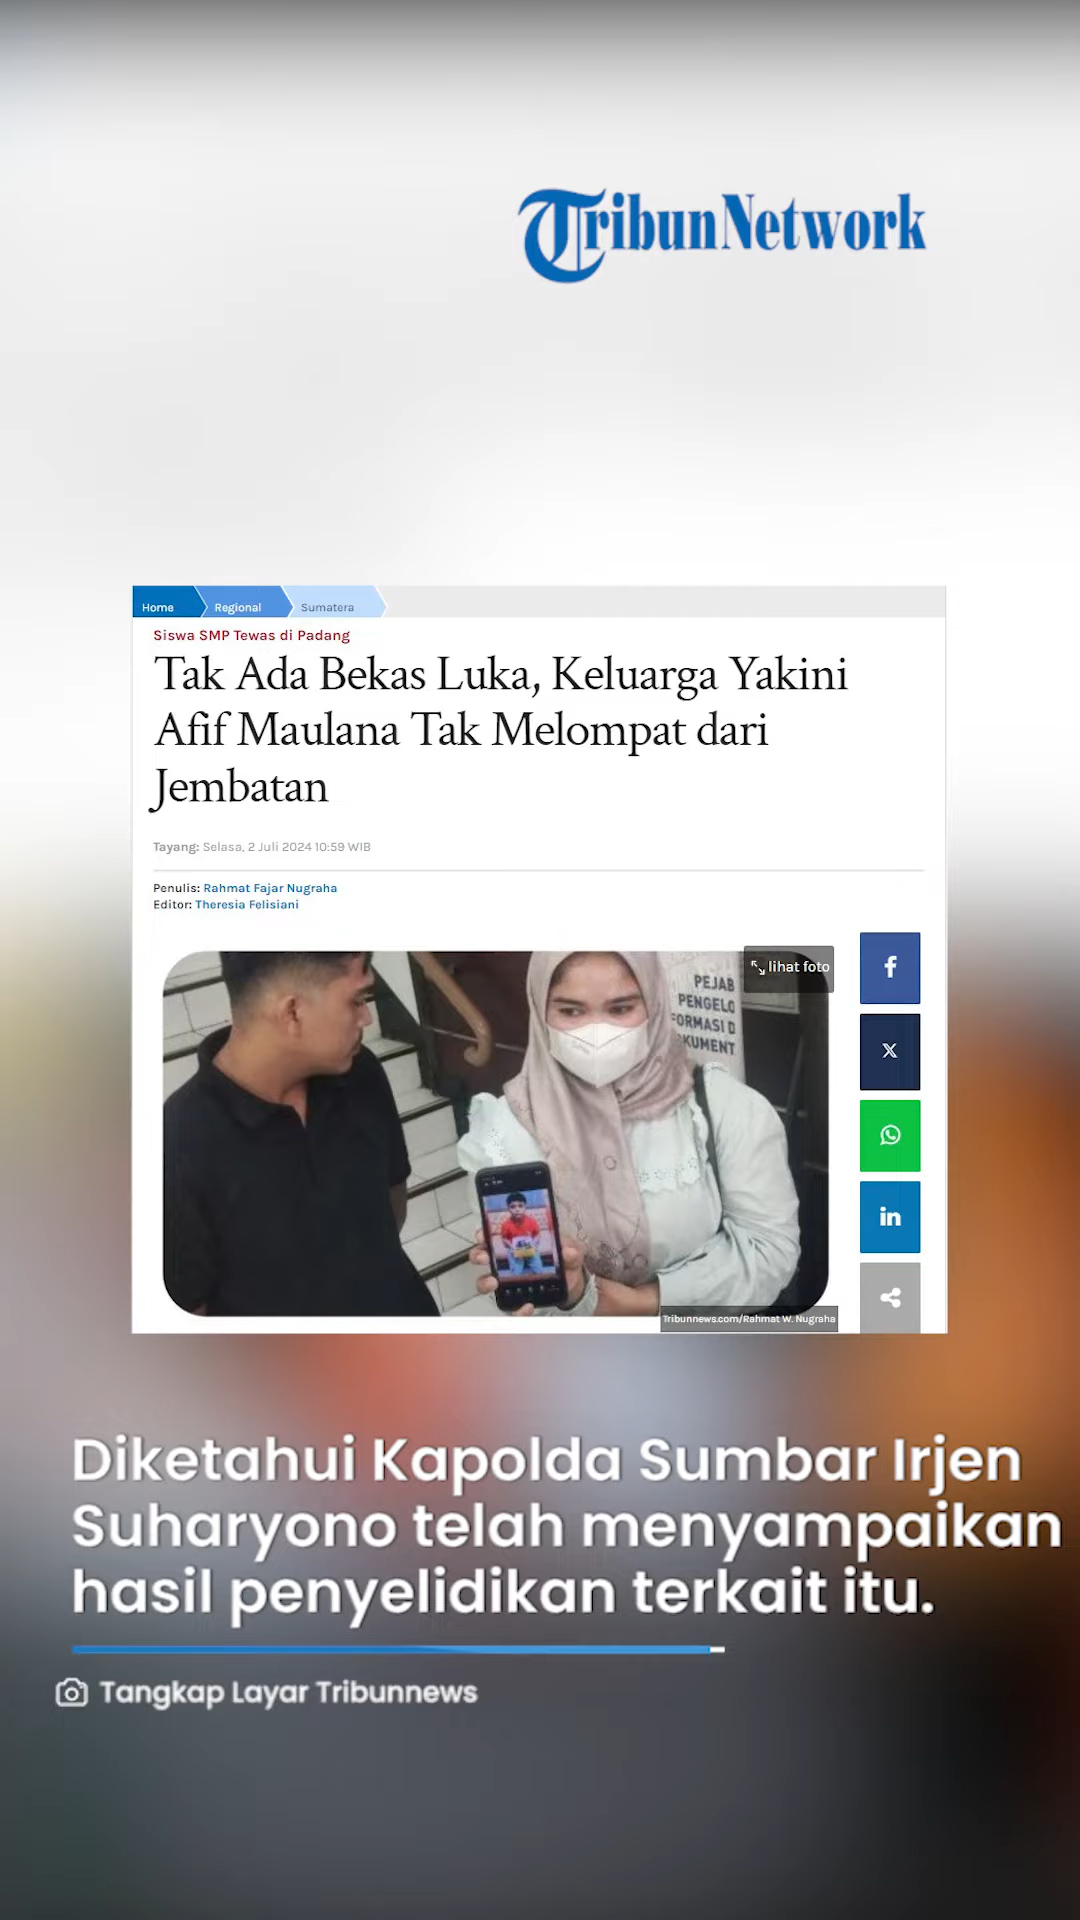 TribunNetwork
Home Regional Sumatera
Siswa SMP Tewas di Padang
Tak Ada Bekas Luka, Keluarga Yakini
Afif Maulana Tak Melompat dari
Jembatan
Tayang: Selasa, 2 Juli 2024 10:59 WIB
Penulis: Rahmat Fajar Nugraha
Editor: Theresia Felisiani
lihat foto
PEJAB
PENGELO
FORMASI D
KUMENT
Tribunnews.com/Rahmat W. Nugraha
Diketahui Kapolda Sumbar Irjen
Suharyono telah menyampaikan
hasil penyelidikan terkait itu.
Tangkap Layar Tribunnews